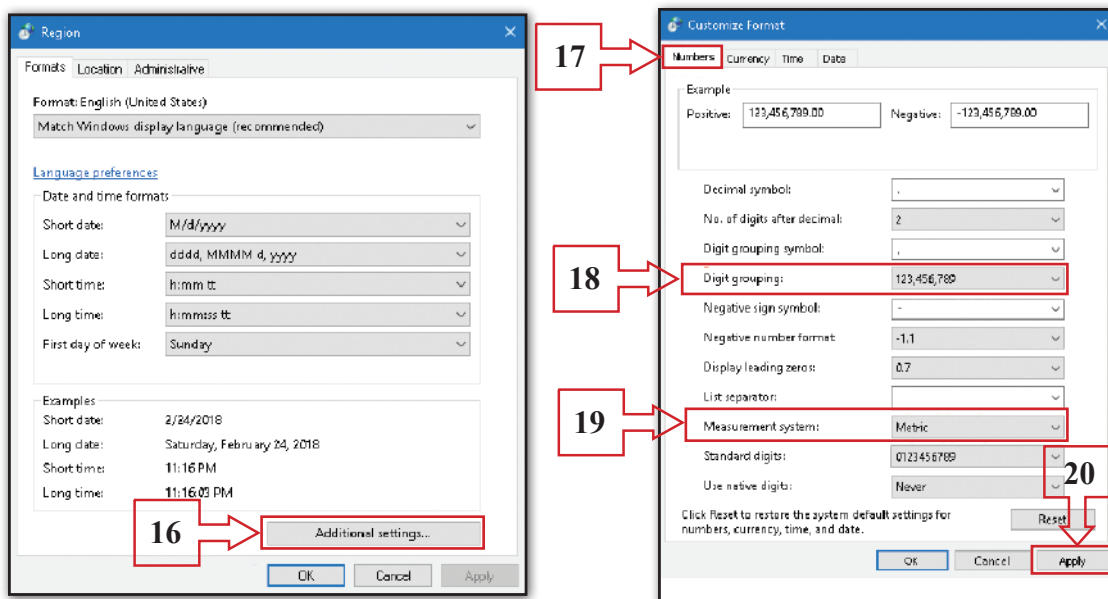 Region
Formats Location Administrative
Format: English (United States)
Match Windows display language (recommended)
Language preferences
Date and time formats
Short date: M/d/yyyy
Long date: dddd, MMMM d, yyyy
Short time: h:mm tt
Long time: h:mm:ss tt
First day of week: Sunday
Examples
Short date: 2/24/2018
Long date: Saturday, February 24, 2018
Short time: 11:16 PM
Long time: 11:16:03 PM
16
Additional settings...
OK Cancel Apply
17
Customize Format
Numbers Currency Time Date
Example
Positive: 123,456,789.00 Negative: -123,456,789.00
Decimal symbol: .
No. of digits after decimal: 2
Digit grouping symbol: ,
18
Digit grouping: 123,456,789
Negative sign symbol: -
Negative number format: -1.1
Display leading zeros: 0.7
List separator:
19
Measurement system: Metric
Standard digits: 0123456789
20
Use native digits: Never
Click Reset to restore the system default settings for
numbers, currency, time, and date.
Reset
OK Cancel Apply